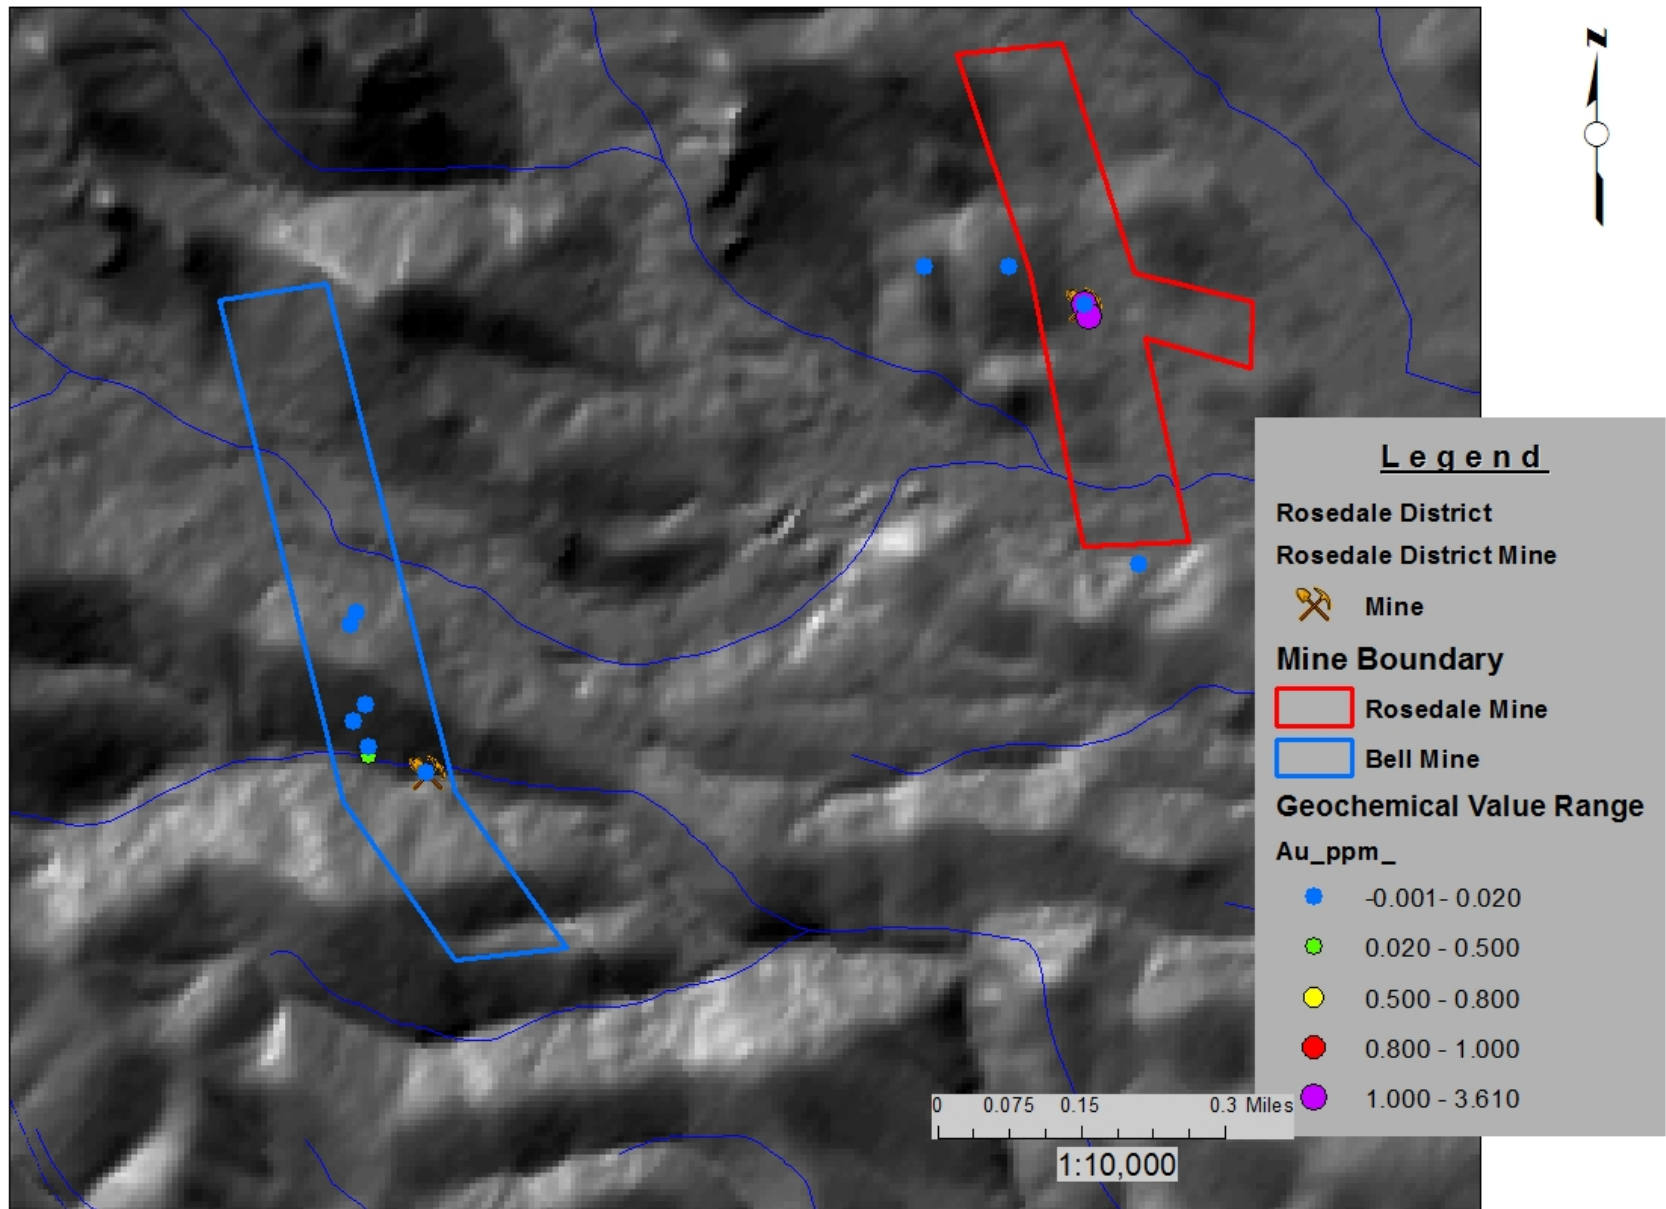 N
Legend
Rosedale District
Rosedale District Mine
Mine
Mine Boundary
Rosedale Mine
Bell Mine
Geochemical Value Range
Au_ppm_
-0.001- 0.020
0.020 - 0.500
0.500 - 0.800
0.800 - 1.000
1.000 - 3.610
0 0.075 0.15 0.3 Miles
1:10,000